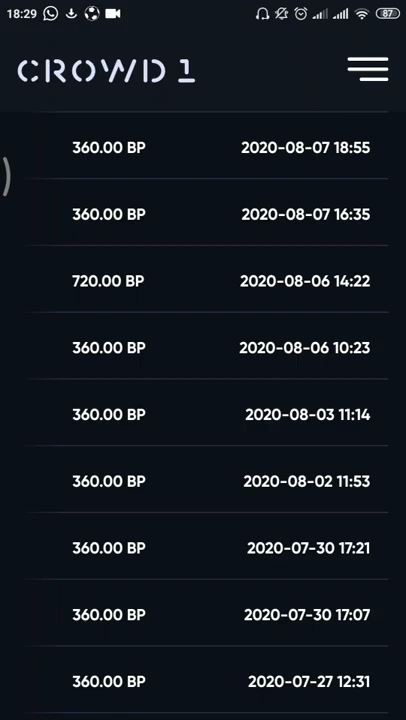 18:29 87
CROWD 1
360.00 BP 2020-08-07 18:55
360.00 BP 2020-08-07 16:35
720.00 BP 2020-08-06 14:22
360.00 BP 2020-08-06 10:23
360.00 BP 2020-08-03 11:14
360.00 BP 2020-08-02 11:53
360.00 BP 2020-07-30 17:21
360.00 BP 2020-07-30 17:07
360.00 BP 2020-07-27 12:31